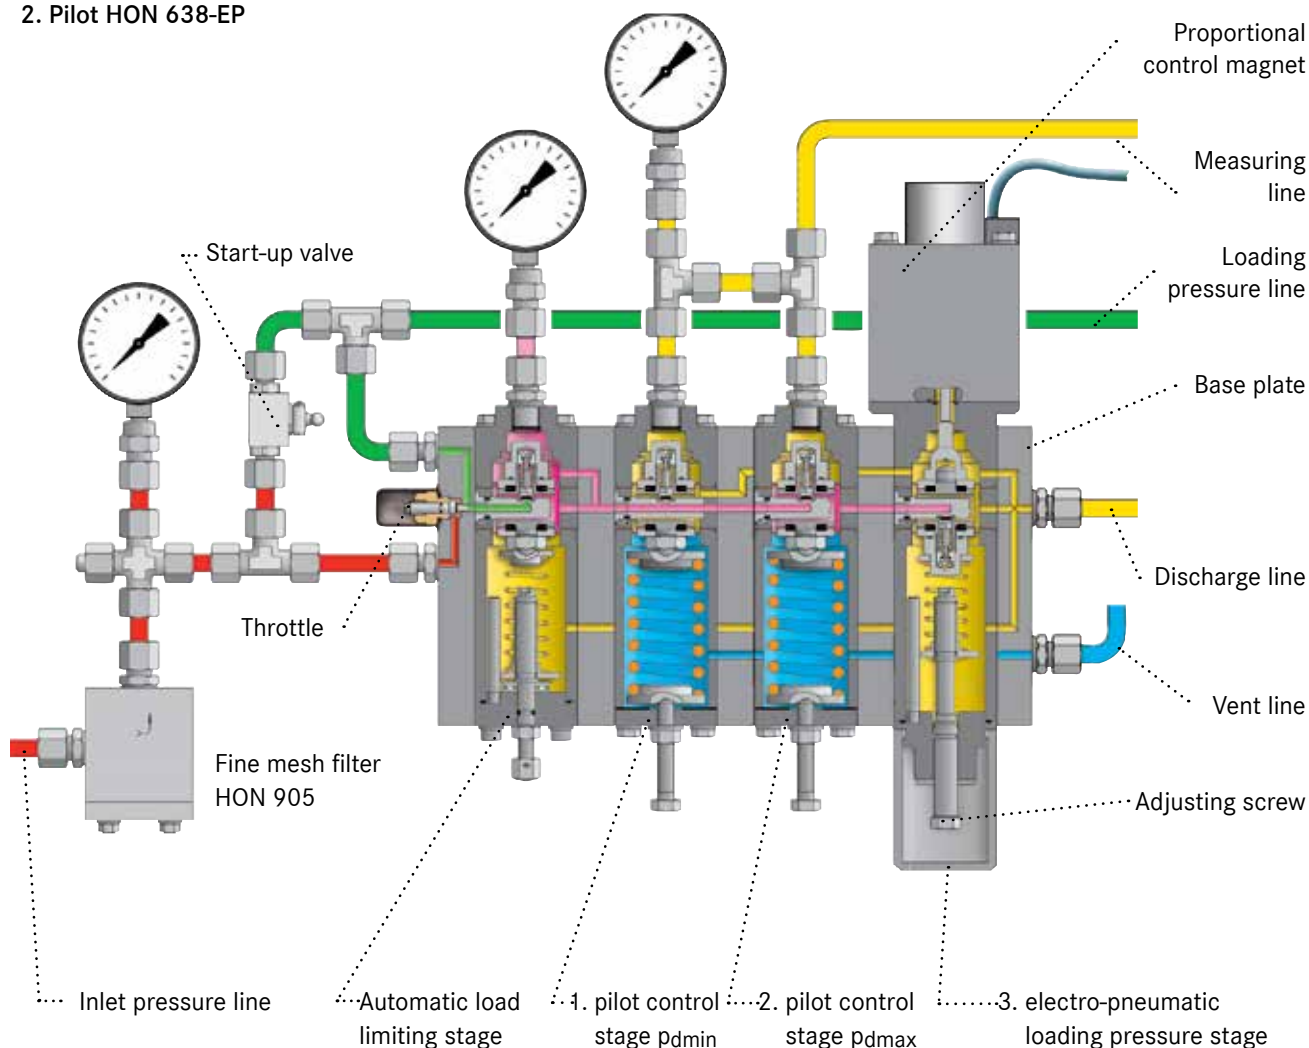 2. Pilot HON 638-EP
Proportional
control magnet
Measuring
line
Start-up valve
Loading
pressure line
Base plate
Discharge line
Throttle
Vent line
Fine mesh filter
HON 905
Adjusting screw
Inlet pressure line
Automatic load
limiting stage
1. pilot control
stage pdmin
2. pilot control
stage pdmax
3. electro-pneumatic
loading pressure stage